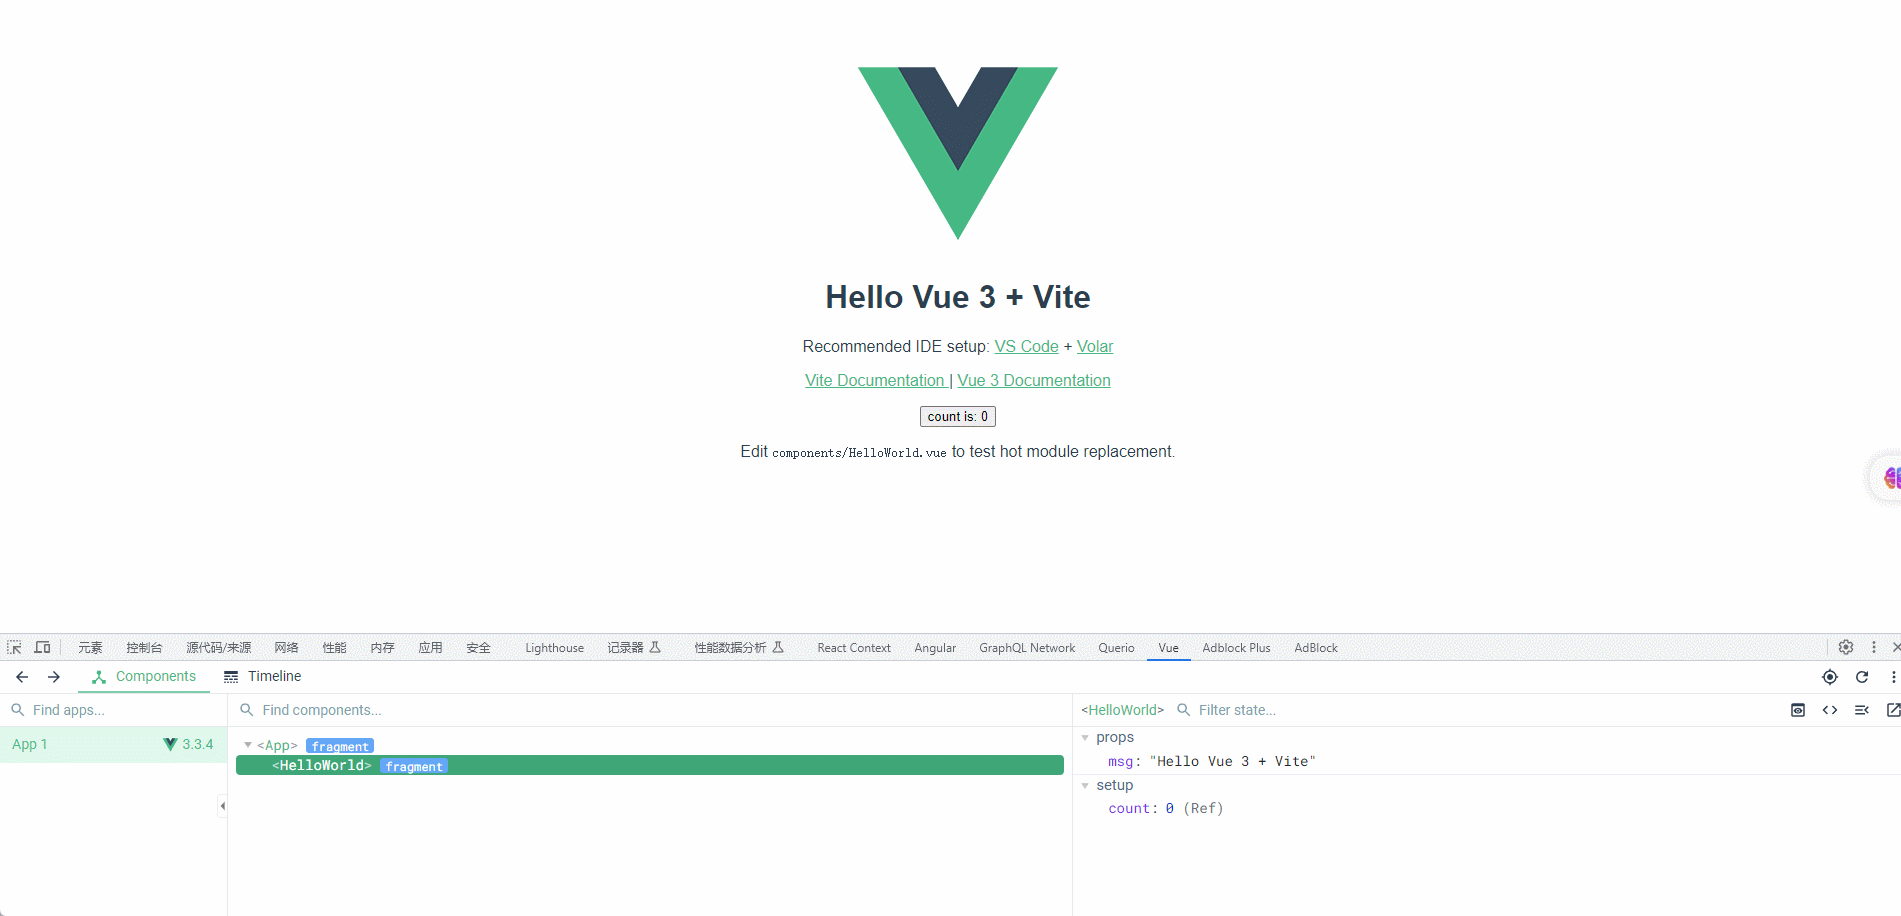 Hello Vue 3 + Vite
Recommended IDE setup: VS Code + Volar
Vite Documentation | Vue 3 Documentation
count is: 0
Edit components/HelloWorld.vue to test hot module replacement.
元素 控制台 源代码/来源 网络 性能 内存 应用 安全 Lighthouse 记录器 性能数据分析 React Context Angular GraphQL Network Querio Vue Adblock Plus AdBlock
Components Timeline
Find apps... Find components... <HelloWorld> Filter state...
App 1 3.3.4
<App> fragment
<HelloWorld> fragment
props
msg: "Hello Vue 3 + Vite"
setup
count: 0 (Ref)